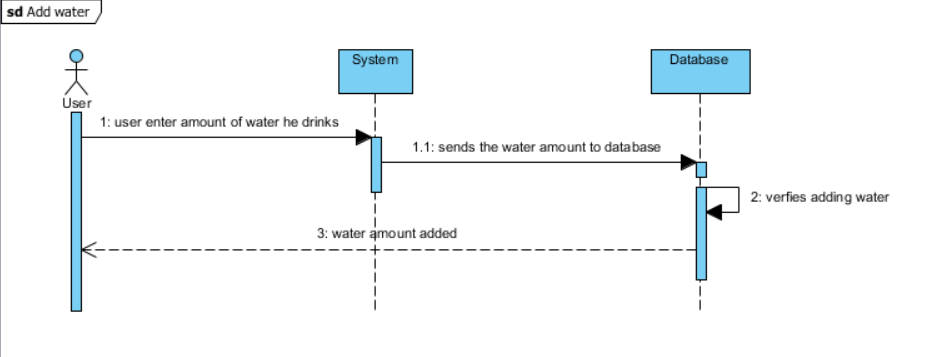 sd Add water
System
Database
User
1: user enter amount of water he drinks
1.1: sends the water amount to database
2: verfies adding water
3: water amount added